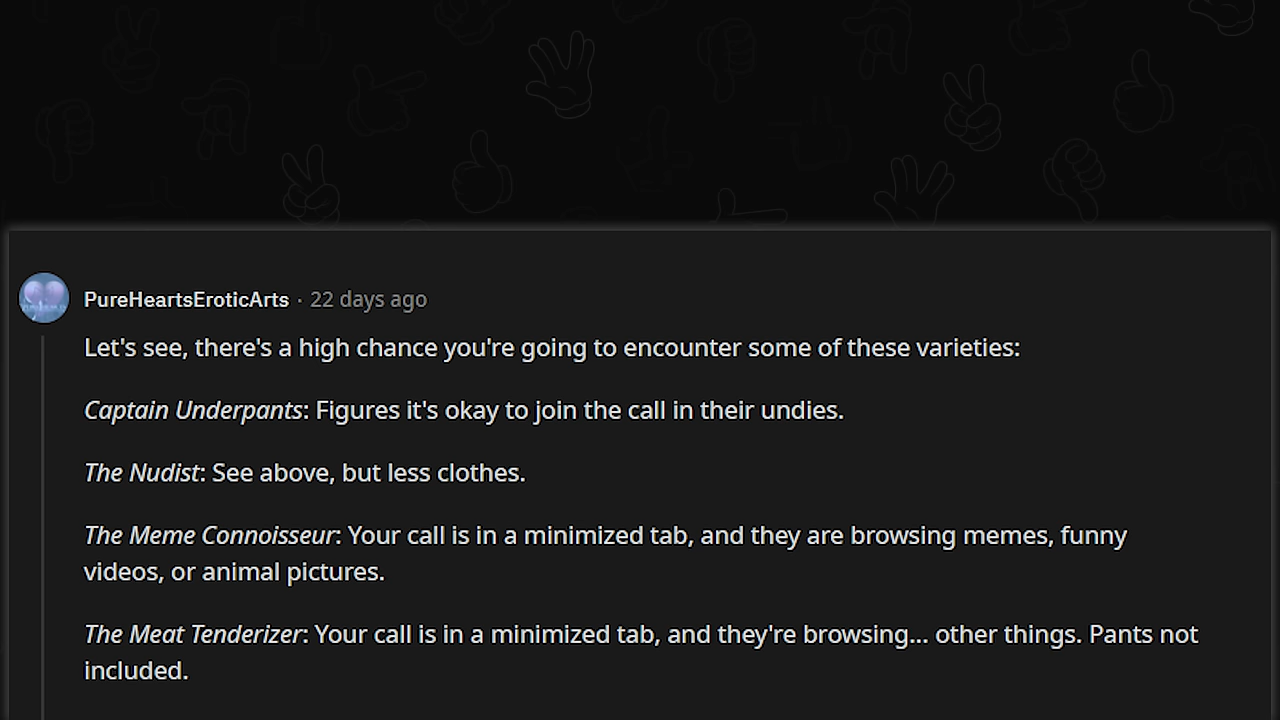 PureHeartsEroticArts · 22 days ago
Let's see, there's a high chance you're going to encounter some of these varieties:
Captain Underpants: Figures it's okay to join the call in their undies.
The Nudist: See above, but less clothes.
The Meme Connoisseur: Your call is in a minimized tab, and they are browsing memes, funny
videos, or animal pictures.
The Meat Tenderizer: Your call is in a minimized tab, and they're browsing... other things. Pants not
included.